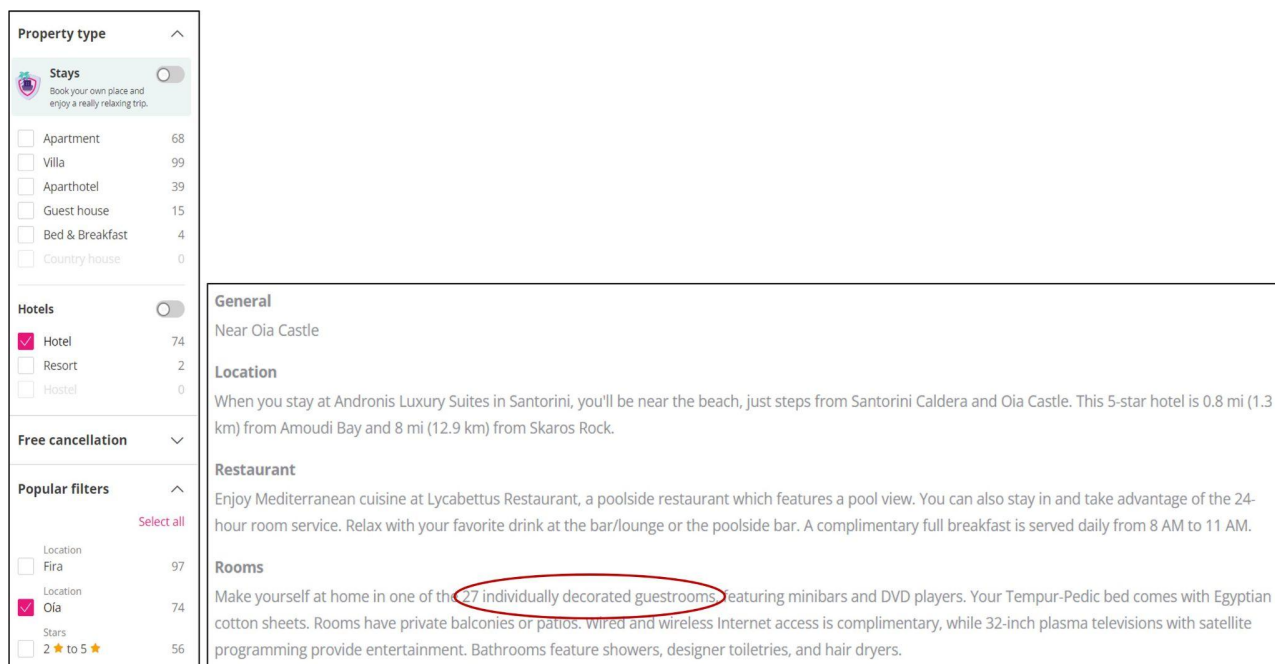 Property type
Stays
Book your own place and
enjoy a really relaxing trip.
Apartment 68
Villa 99
Aparthotel 39
Guest house 15
Bed & Breakfast 4
Country house 0
Hotels
Hotel 74
Resort 2
Hostel 0
Free cancellation
Popular filters
Select all
Location
Fira 97
Location
Oía 74
Stars
2 ★ to 5 ★ 56
General
Near Oia Castle
Location
When you stay at Andronis Luxury Suites in Santorini, you'll be near the beach, just steps from Santorini Caldera and Oia Castle. This 5-star hotel is 0.8 mi (1.3
km) from Amoudi Bay and 8 mi (12.9 km) from Skaros Rock.
Restaurant
Enjoy Mediterranean cuisine at Lycabettus Restaurant, a poolside restaurant which features a pool view. You can also stay in and take advantage of the 24-
hour room service. Relax with your favorite drink at the bar/lounge or the poolside bar. A complimentary full breakfast is served daily from 8 AM to 11 AM.
Rooms
Make yourself at home in one of the 27 individually decorated guestrooms, featuring minibars and DVD players. Your Tempur-Pedic bed comes with Egyptian
cotton sheets. Rooms have private balconies or patios. Wired and wireless Internet access is complimentary, while 32-inch plasma televisions with satellite
programming provide entertainment. Bathrooms feature showers, designer toiletries, and hair dryers.